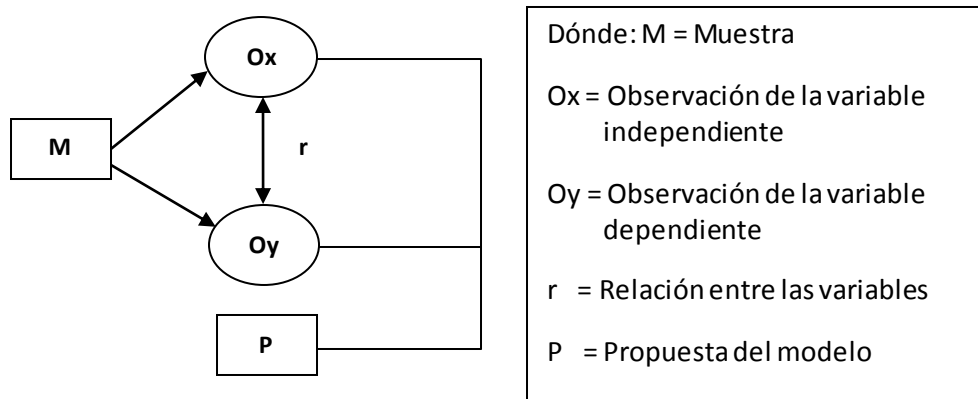 Ox
M
r
Oy
P
Dónde: M = Muestra
Ox = Observación de la variable
independiente
Oy = Observación de la variable
dependiente
r = Relación entre las variables
P = Propuesta del modelo